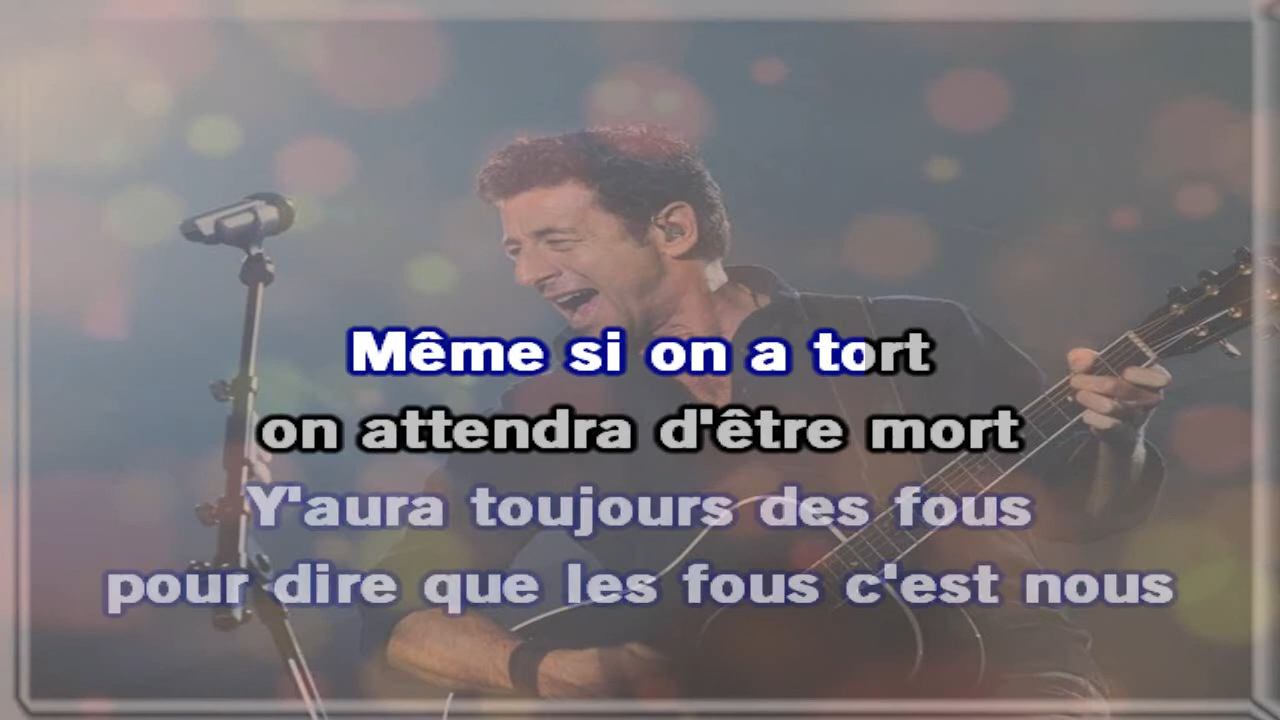 Même si on a tort
on attendra d'être mort
Y'aura toujours des fous
pour dire que les fous c'est nous